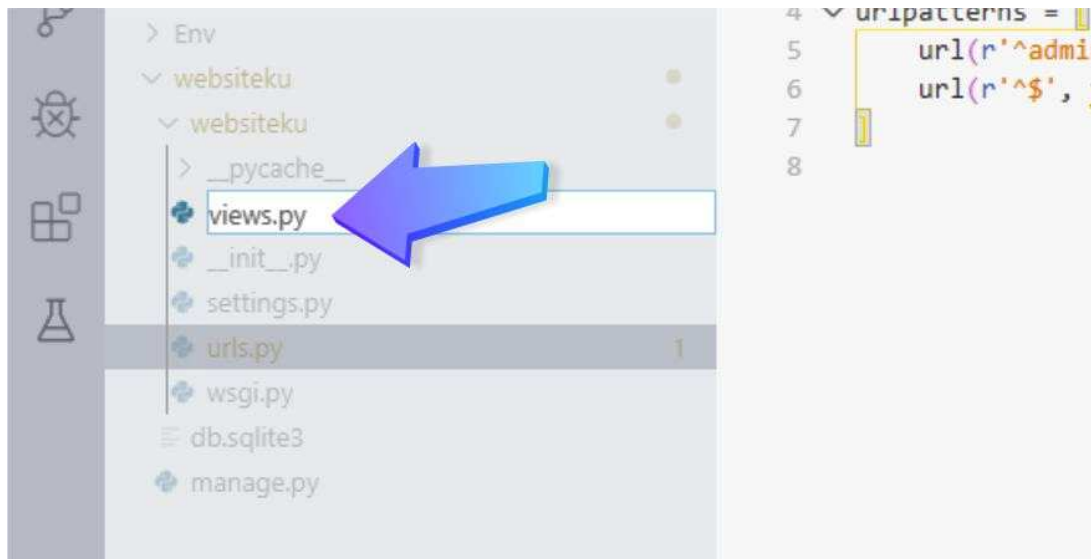 Env
websiteku
websiteku
__pycache__
views.py
__init__.py
settings.py
urls.py 1
wsgi.py
db.sqlite3
manage.py
4 urlpatterns = [
5 url(r'^admi
6 url(r'^$',
7 ]
8